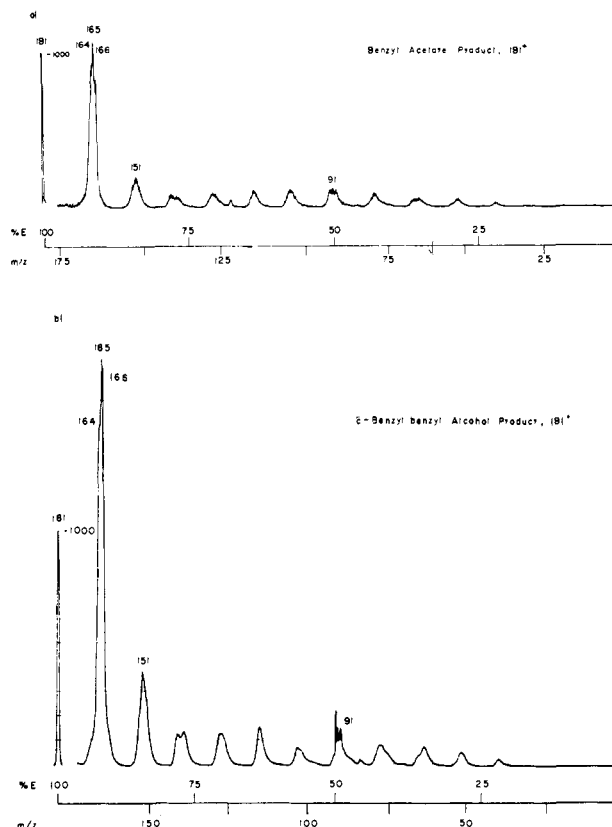 a)
165
164 166
181
-1000
Benzyl Acetate Product, 181+
151
91
%E 100 75 50 25
m/z 175 125 75 25
b)
165
166
164
2-Benzyl benzyl Alcohol Product, 181+
181
-1000
151
91
%E 100 75 50 25
m/z 150 100 50